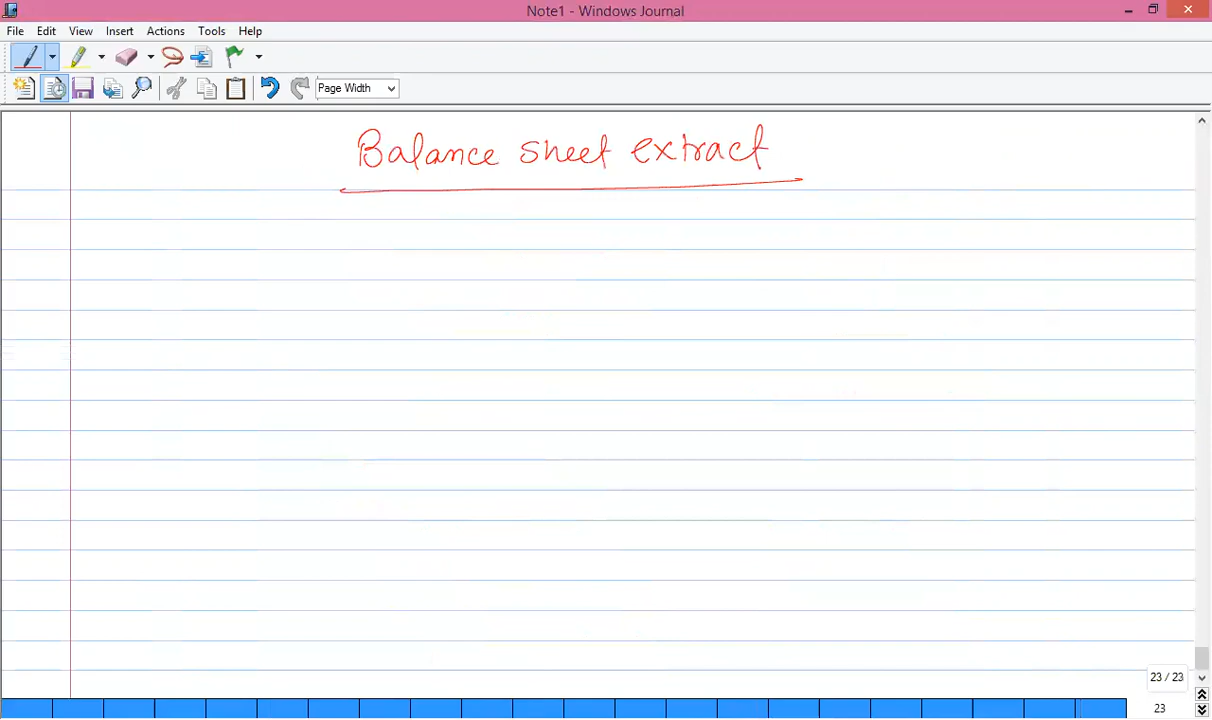 Note1 - Windows Journal
File Edit View Insert Actions Tools Help
Page Width
Balance sheet extract
23 / 23
23